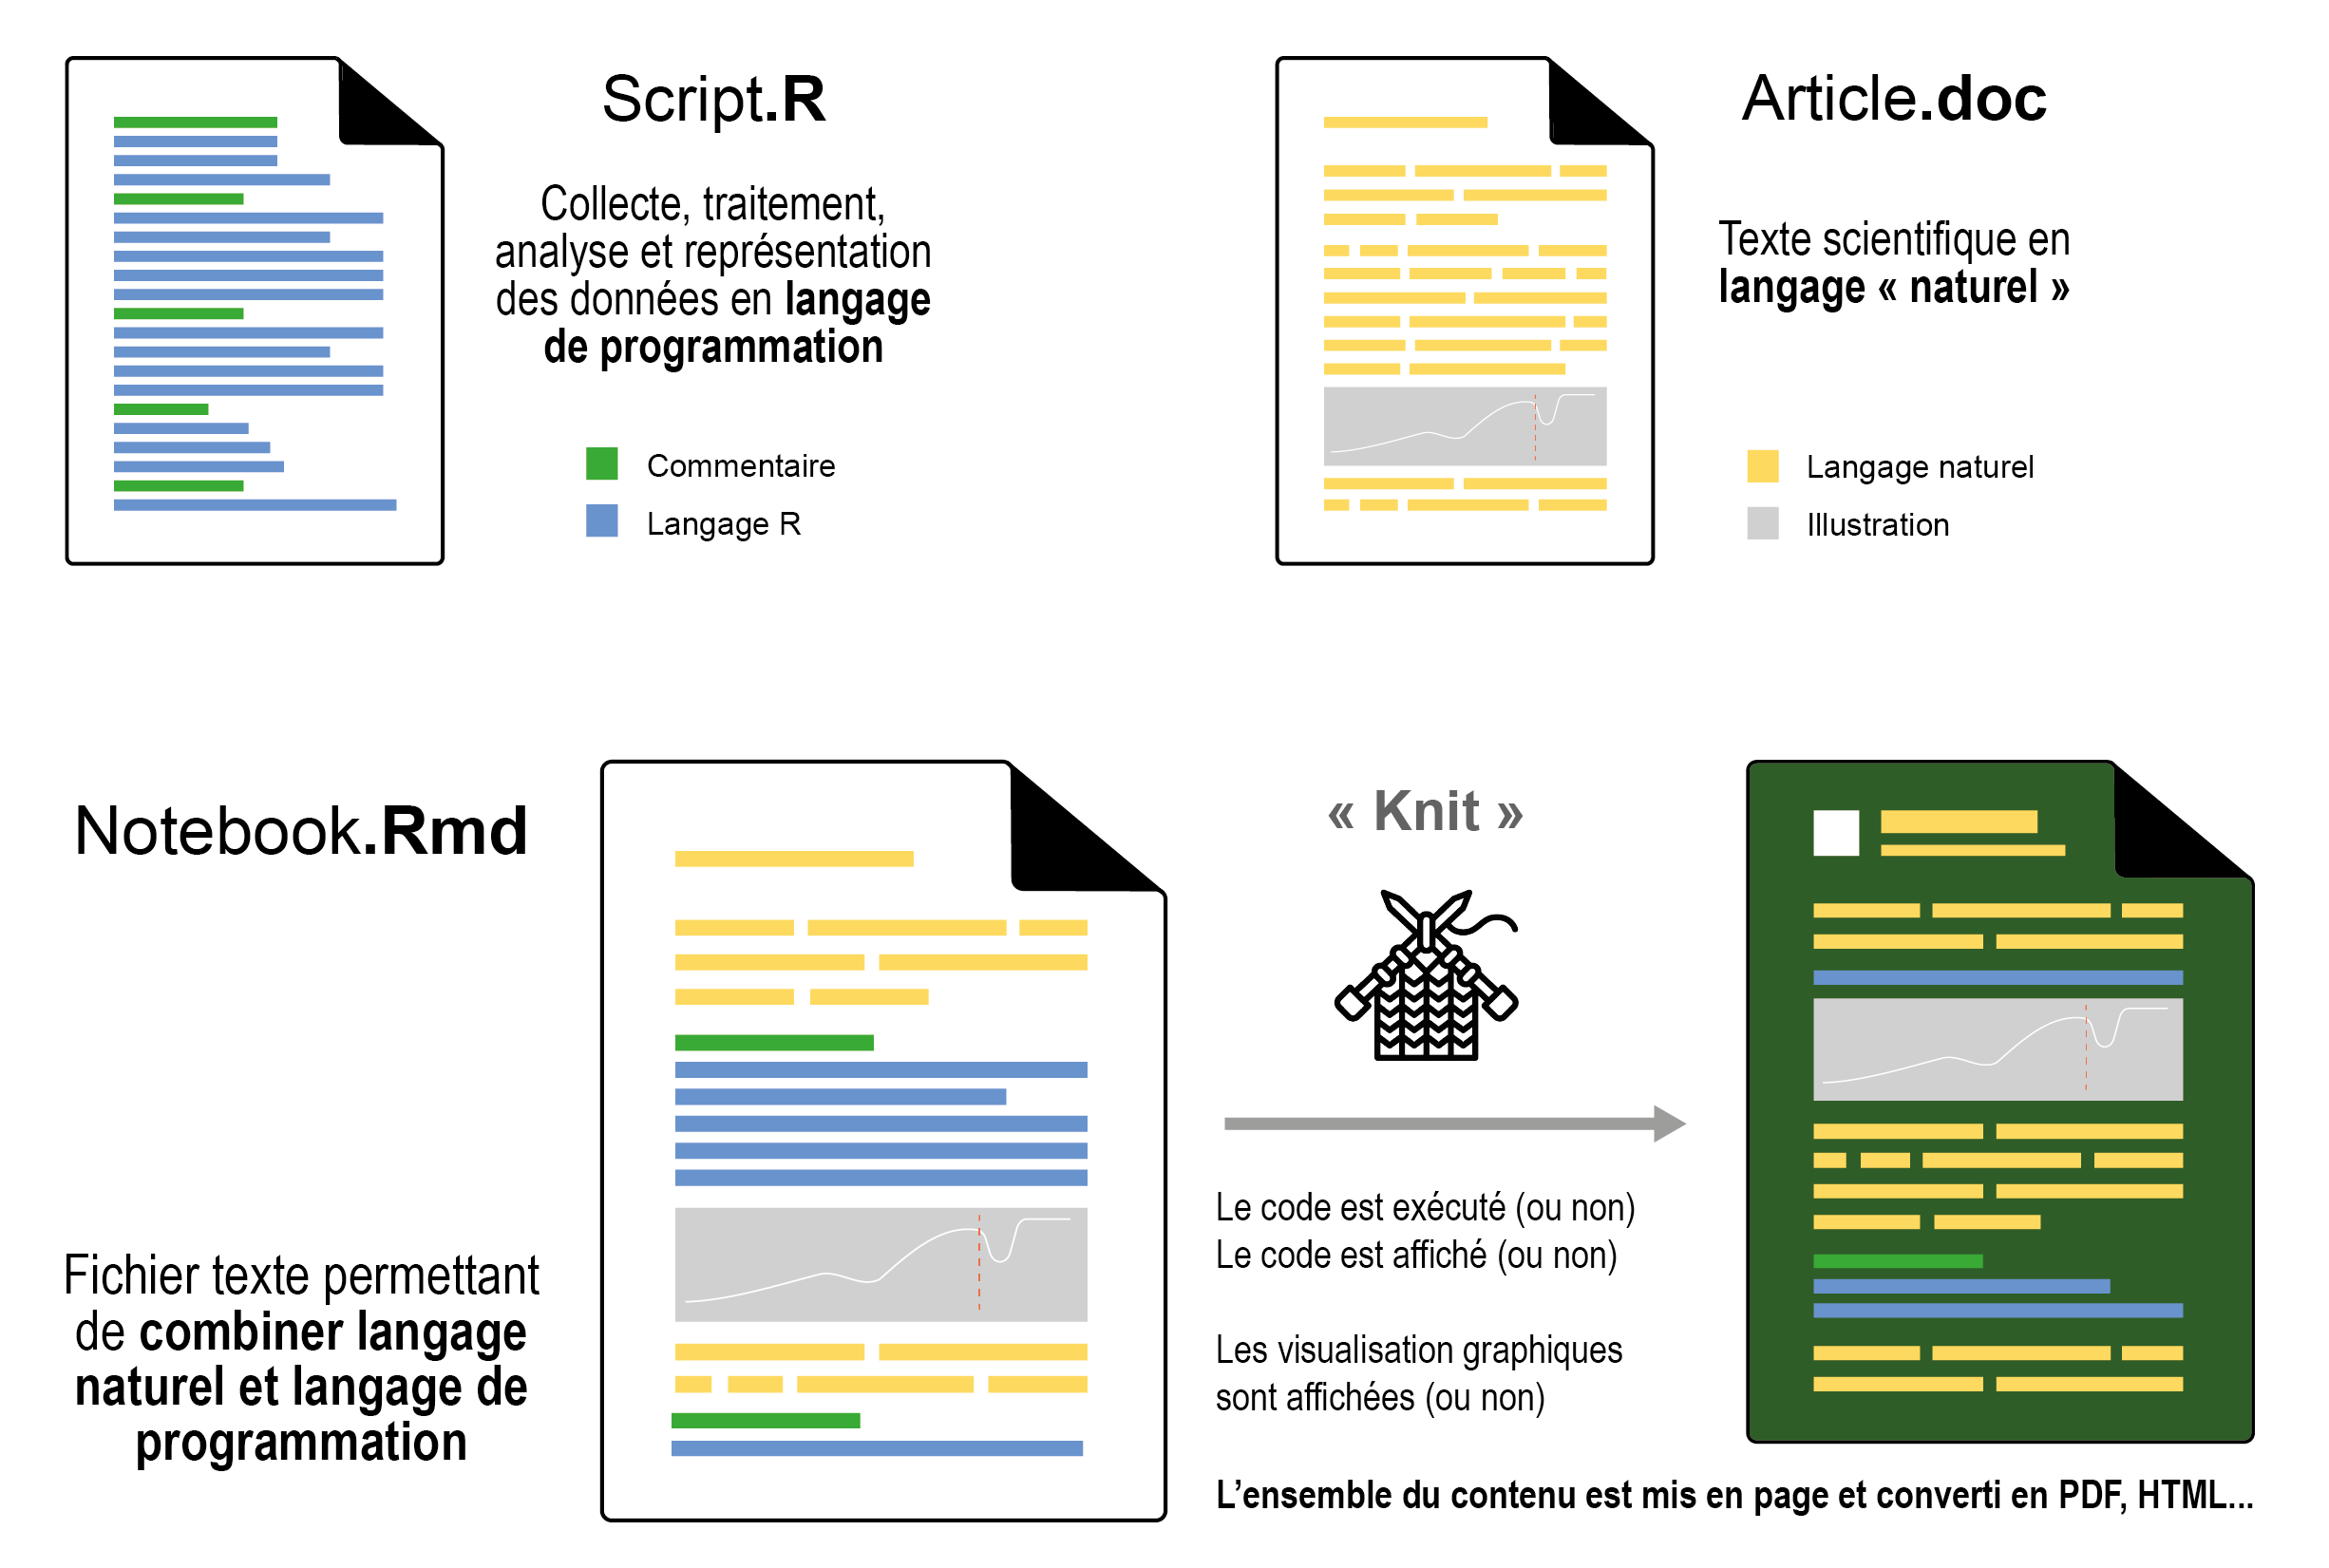 Script.R
Collecte, traitement,
analyse et représentation
des données en langage
de programmation
Commentaire
Langage R
Article.doc
Texte scientifique en
langage « naturel »
Langage naturel
Illustration
Notebook.Rmd
Fichier texte permettant
de combiner langage
naturel et langage de
programmation
« Knit »
Le code est exécuté (ou non)
Le code est affiché (ou non)
Les visualisation graphiques
sont affichées (ou non)
L’ensemble du contenu est mis en page et converti en PDF, HTML...